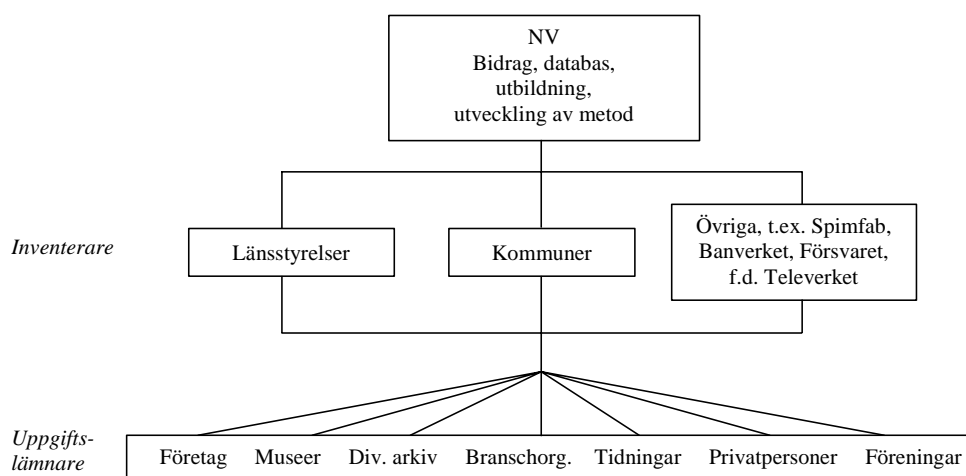 NV
Bidrag, databas,
utbildning,
utveckling av metod
Inventerare
Länsstyrelser
Kommuner
Övriga, t.ex. Spimfab,
Banverket, Försvaret,
f.d. Televerket
Uppgifts-
lämnare
Företag Museer Div. arkiv Branschorg. Tidningar Privatpersoner Föreningar